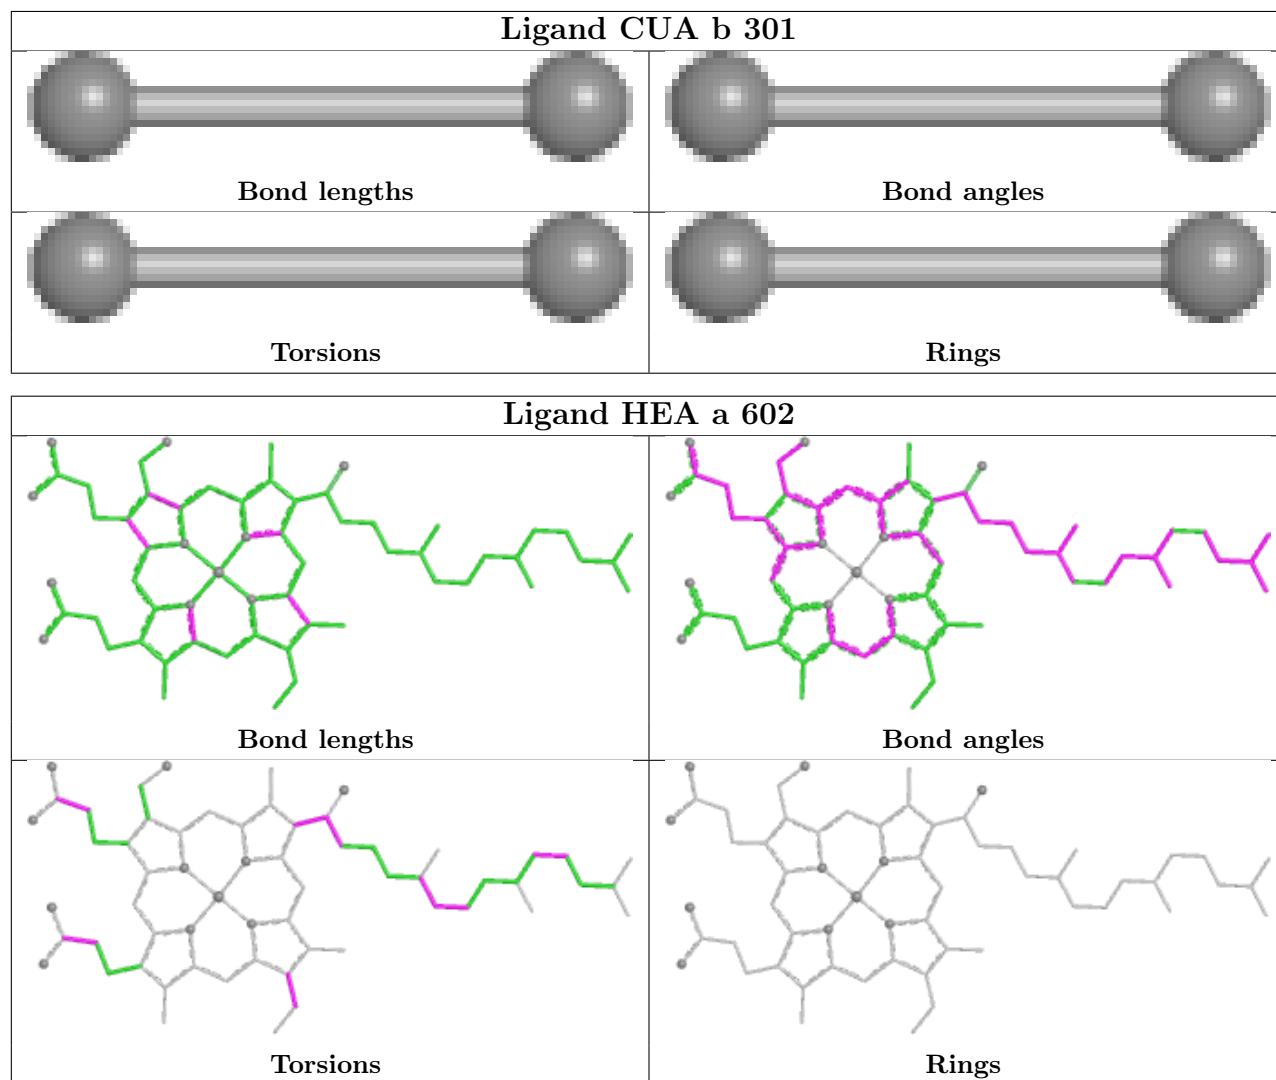 Ligand CUA b 301
Bond lengths
Bond angles
Torsions
Rings
Ligand HEA a 602
Bond lengths
Bond angles
Torsions
Rings